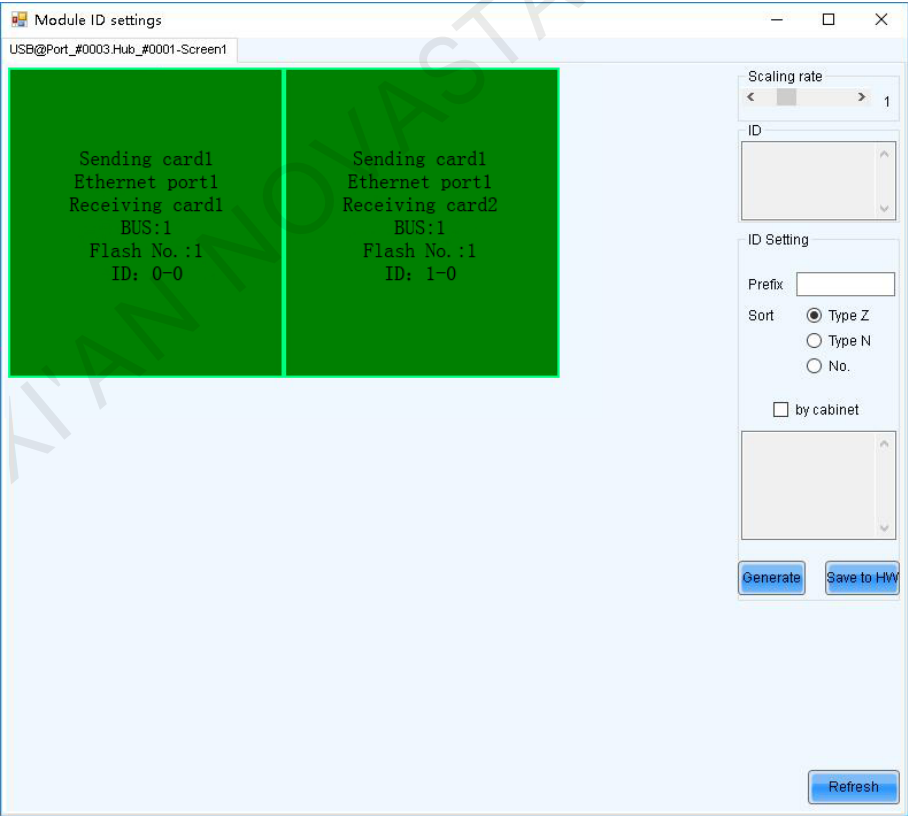 Module ID settings
USB@Port_#0003.Hub_#0001-Screen1
Sending card1
Ethernet port1
Receiving card1
BUS:1
Flash No.:1
ID: 0-0
Sending card1
Ethernet port1
Receiving card2
BUS:1
Flash No.:1
ID: 1-0
Scaling rate
1
ID
ID Setting
Prefix
Sort
Type Z
Type N
No.
by cabinet
Generate
Save to HW
Refresh
XI'AN NOVASTA